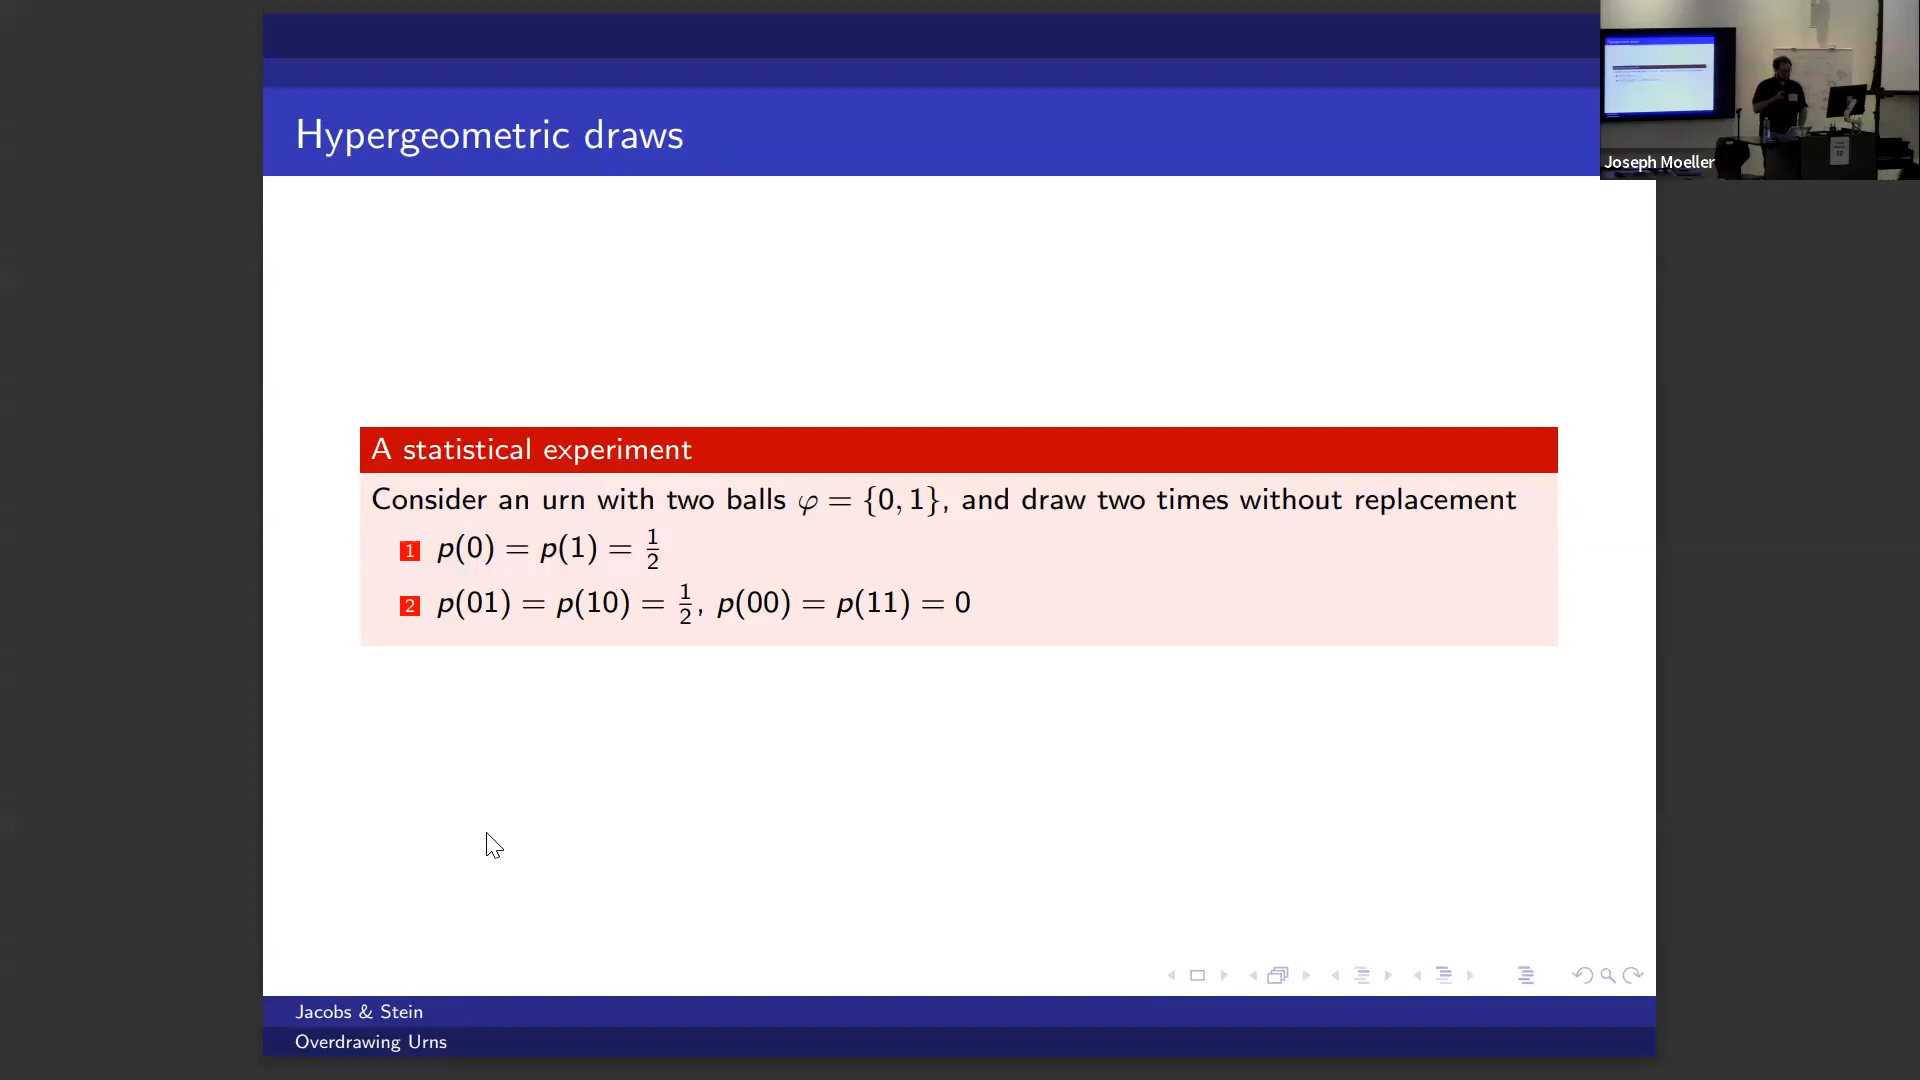 Hypergeometric draws
Joseph Moeller
A statistical experiment
Consider an urn with two balls φ = {0, 1}, and draw two times without replacement
1 p(0) = p(1) = 1/2
2 p(01) = p(10) = 1/2, p(00) = p(11) = 0
Jacobs & Stein
Overdrawing Urns